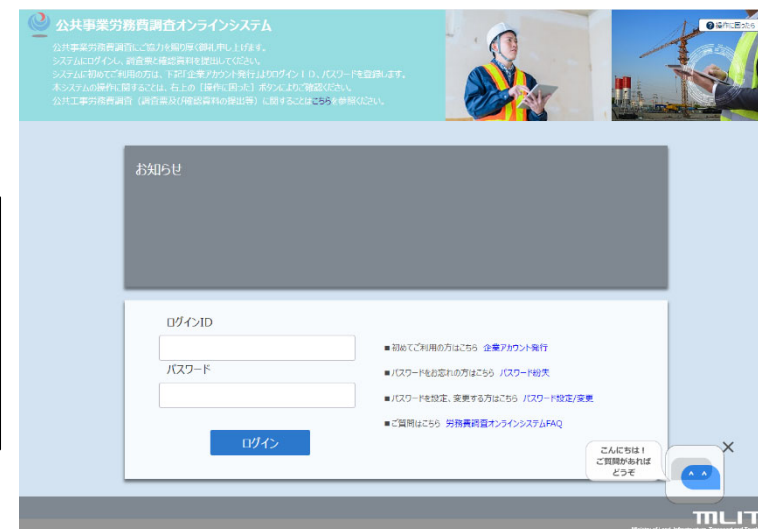 公共事業労務費調査オンラインシステム
操作に困ったら
公共事業労務費調査にご協力を賜り厚く御礼申し上げます。
システムにログインし、調査票と確認資料を提出してください。
システムに初めてご利用の方は、下記「企業アカウント発行」よりログインID、パスワードを登録します。
本システムの操作に関することは、右上の「操作に困った」ボタンによりご確認ください。
公共工事労務費調査（調査票及び確認資料の提出等）に関することはこちらを参照ください。
お知らせ
ログインID
■初めてご利用の方はこちら 企業アカウント発行
パスワード
■パスワードをお忘れの方はこちら パスワード紛失
■パスワードを設定、変更する方はこちら パスワード設定/変更
■ご質問はこちら 労務費調査オンラインシステムFAQ
ログイン
こんにちは！
ご質問があれば
どうぞ
MLIT